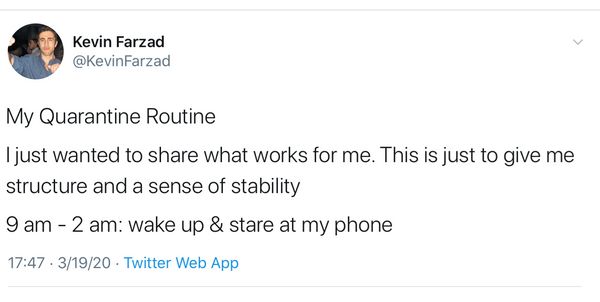 Kevin Farzad
@KevinFarzad
My Quarantine Routine
I just wanted to share what works for me. This is just to give me
structure and a sense of stability
9 am - 2 am: wake up & stare at my phone
17:47 · 3/19/20 · Twitter Web App